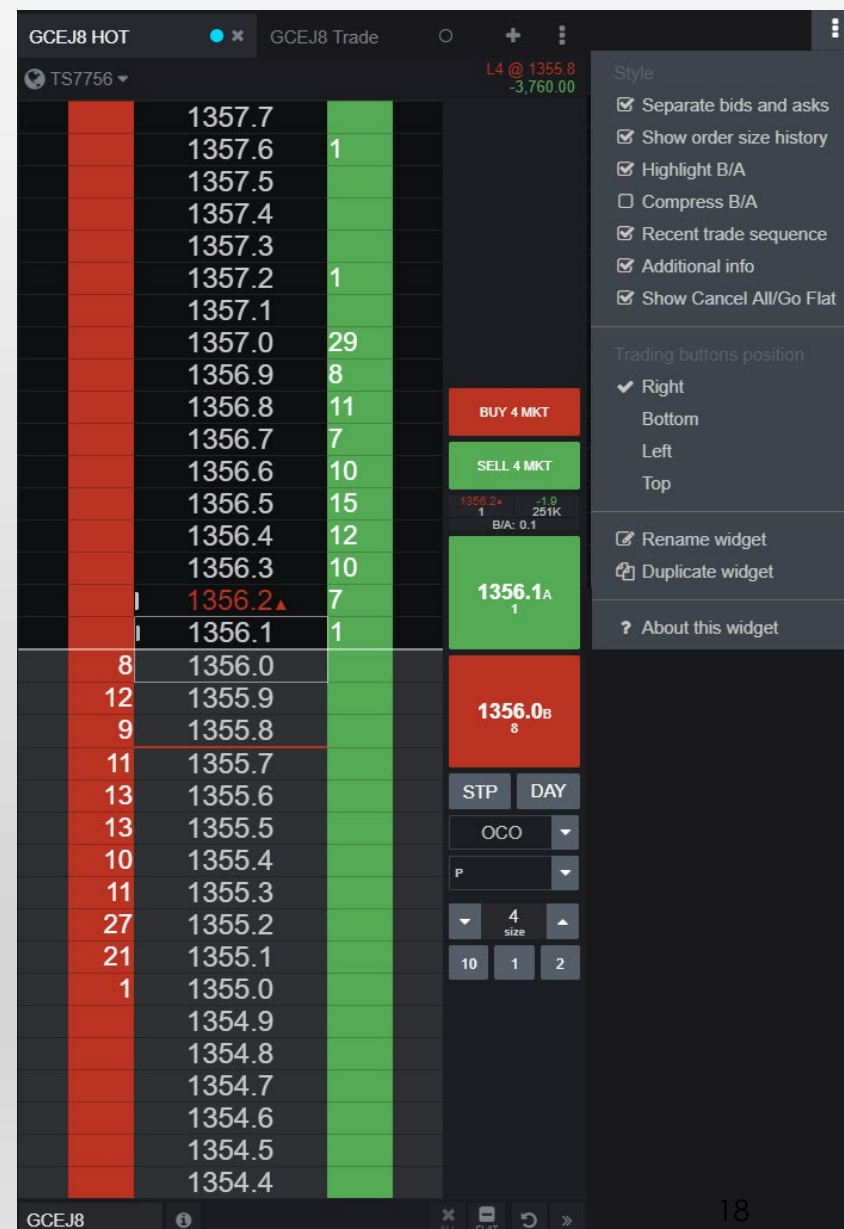 GCEJ8 HOT
GCEJ8 Trade
TS7756
L4 @ 1355.8
-3,760.00
1357.7
1357.6 1
1357.5
1357.4
1357.3
1357.2 1
1357.1
1357.0 29
1356.9 8
1356.8 11
1356.7 7
1356.6 10
1356.5 15
1356.4 12
1356.3 10
1356.2▲ 7
1356.1 1
8 1356.0
12 1355.9
9 1355.8
11 1355.7
13 1355.6
13 1355.5
10 1355.4
11 1355.3
27 1355.2
21 1355.1
1 1355.0
1354.9
1354.8
1354.7
1354.6
1354.5
1354.4
BUY 4 MKT
SELL 4 MKT
1356.2▲ -1.9
1 251K
B/A: 0.1
1356.1A
1
1356.0B
8
STP DAY
OCO
P
4
size
10 1 2
GCEJ8
ALL FLAT
Style
Separate bids and asks
Show order size history
Highlight B/A
Compress B/A
Recent trade sequence
Additional info
Show Cancel All/Go Flat
Trading buttons position
Right
Bottom
Left
Top
Rename widget
Duplicate widget
? About this widget
18